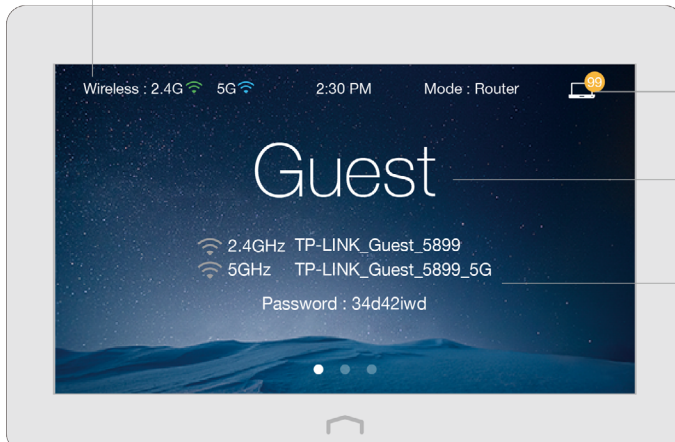 Wireless : 2.4G 5G 2:30 PM Mode : Router 99
Guest
2.4GHz TP-LINK_Guest_5899
5GHz TP-LINK_Guest_5899_5G
Password : 34d42iwd